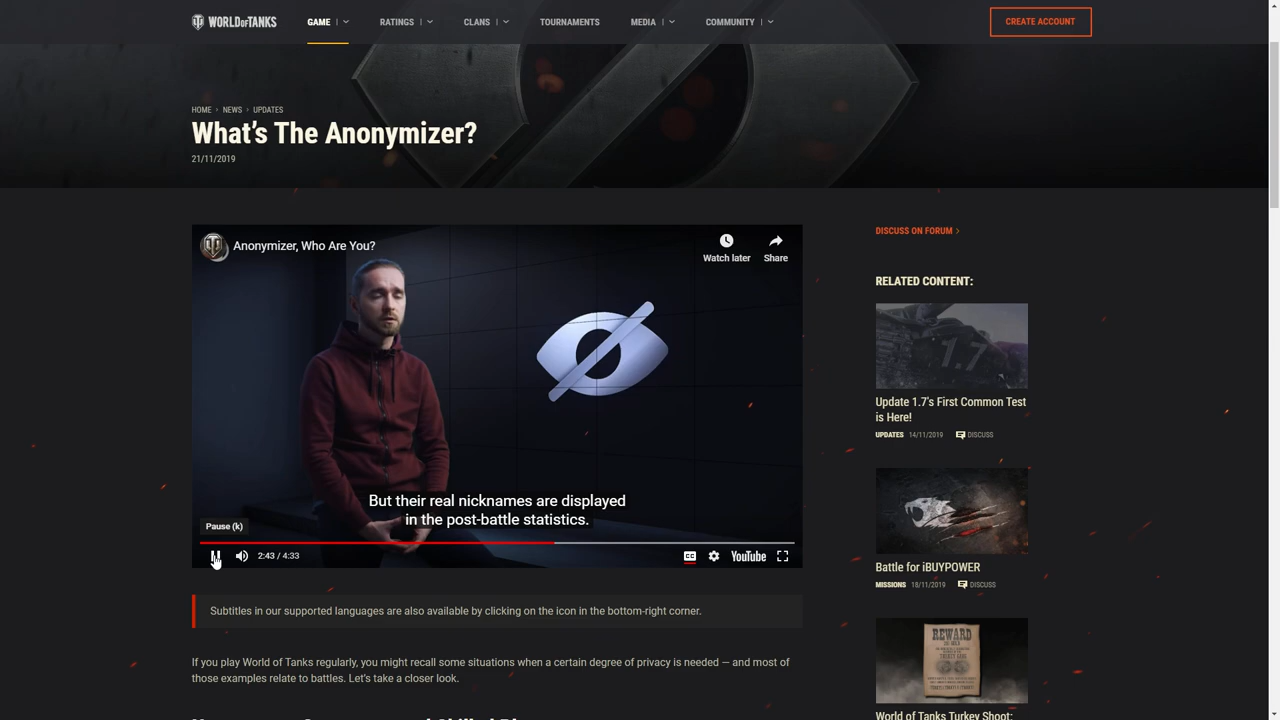 WORLD OF TANKS
GAME
RATINGS
CLANS
TOURNAMENTS
MEDIA
COMMUNITY
CREATE ACCOUNT
HOME › NEWS › UPDATES
What's The Anonymizer?
21/11/2019
Anonymizer, Who Are You?
Watch later
Share
But their real nicknames are displayed
in the post-battle statistics.
Pause (k)
2:43 / 4:33
CC
YouTube
Subtitles in our supported languages are also available by clicking on the icon in the bottom-right corner.
If you play World of Tanks regularly, you might recall some situations when a certain degree of privacy is needed — and most of
those examples relate to battles. Let's take a closer look.
DISCUSS ON FORUM ›
RELATED CONTENT:
1.7
Update 1.7's First Common Test
is Here!
UPDATES 14/11/2019 DISCUSS
Battle for iBUYPOWER
MISSIONS 18/11/2019 DISCUSS
REWARD
World of Tanks Turkey Shoot: